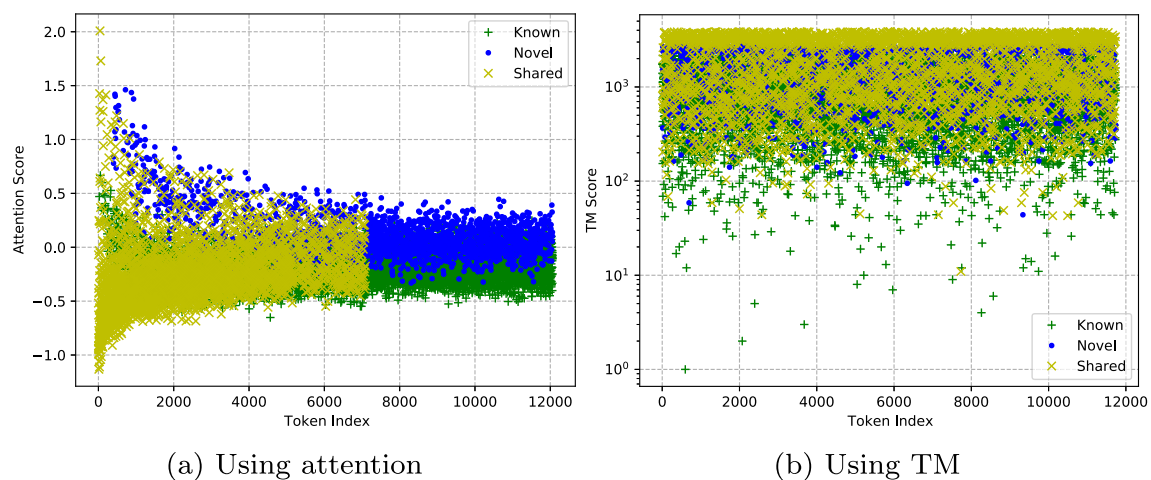 2.0
1.5
1.0
0.5
0.0
−0.5
−1.0
Attention Score
Known
Novel
Shared
0 2000 4000 6000 8000 10000 12000
Token Index
(a) Using attention
10³
10²
10¹
10⁰
TM Score
Known
Novel
Shared
0 2000 4000 6000 8000 10000 12000
Token Index
(b) Using TM